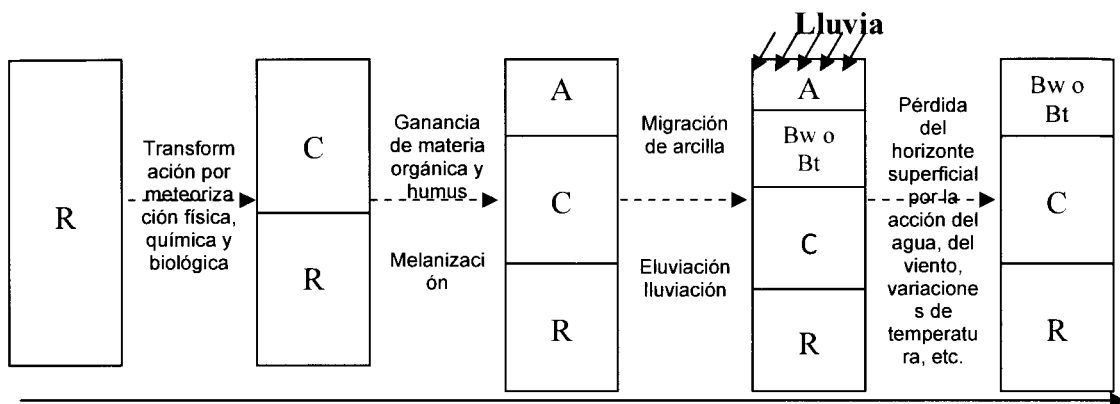 Lluvia
R
Transform
ación por
meteoriza
ción física,
química y
biológica
C
R
Ganancia
de materia
orgánica y
humus
Melanizaci
ón
A
C
R
Migración
de arcilla
Eluviación
Iluviación
A
Bw o
Bt
C
R
Pérdida
del
horizonte
superficial
por la
acción del
agua, del
viento,
variacione
s de
temperatu
ra, etc.
Bw o
Bt
C
R